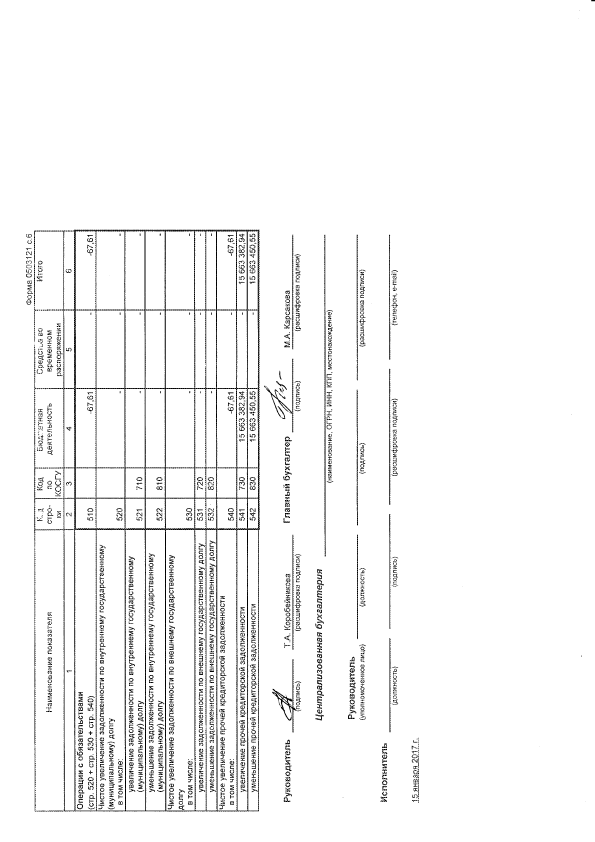 Форма 0503121 с.6
Наименование показателя | Код стро-ки | Код по КОСГУ | Бюджетная деятельность | Средства во временном распоряжении | Итого
1 | 2 | 3 | 4 | 5 | 6
Операции с обязательствами
(стр. 520 + стр. 530 + стр. 540) | 510 | | -67,61 | - | -67,61
Чистое увеличение задолженности по внутреннему государственному
(муниципальному) долгу | 520 | | - | - | -
в том числе:
увеличение задолженности по внутреннему государственному
(муниципальному) долгу | 521 | 710 | - | - | -
уменьшение задолженности по внутреннему государственному
(муниципальному) долгу | 522 | 810 | - | - | -
Чистое увеличение задолженности по внешнему государственному
долгу | 530 | | - | - | -
в том числе:
увеличение задолженности по внешнему государственному долгу | 531 | 720 | - | - | -
уменьшение задолженности по внешнему государственному долгу | 532 | 820 | - | - | -
Чистое увеличение прочей кредиторской задолженности | 540 | | -67,61 | - | -67,61
в том числе:
увеличение прочей кредиторской задолженности | 541 | 730 | 15 663 382,94 | - | 15 663 382,94
уменьшение прочей кредиторской задолженности | 542 | 830 | 15 663 450,55 | - | 15 663 450,55
Руководитель Т.А. Коробейникова Главный бухгалтер М.А. Карсакова
(подпись) (расшифровка подписи) (подпись) (расшифровка подписи)
Централизованная бухгалтерия
(наименование, ОГРН, ИНН, КПП, местонахождение)
Руководитель
(уполномоченное лицо) (должность) (подпись) (расшифровка подписи)
Исполнитель
(должность) (подпись) (расшифровка подписи) (телефон, e-mail)
15 января 2017 г.